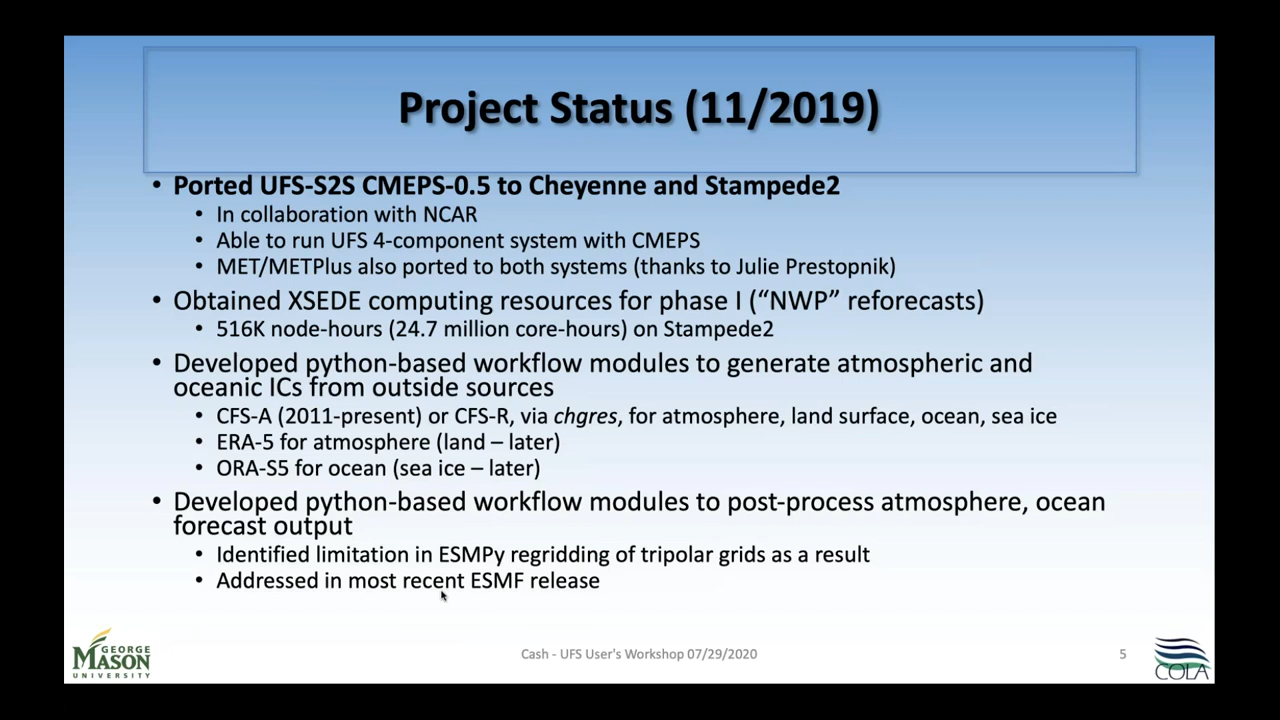 Project Status (11/2019)
• Ported UFS-S2S CMEPS-0.5 to Cheyenne and Stampede2
• In collaboration with NCAR
• Able to run UFS 4-component system with CMEPS
• MET/METPlus also ported to both systems (thanks to Julie Prestopnik)
• Obtained XSEDE computing resources for phase I (“NWP” reforecasts)
• 516K node-hours (24.7 million core-hours) on Stampede2
• Developed python-based workflow modules to generate atmospheric and
oceanic ICs from outside sources
• CFS-A (2011-present) or CFS-R, via chgres, for atmosphere, land surface, ocean, sea ice
• ERA-5 for atmosphere (land – later)
• ORA-S5 for ocean (sea ice – later)
• Developed python-based workflow modules to post-process atmosphere, ocean
forecast output
• Identified limitation in ESMPy regridding of tripolar grids as a result
• Addressed in most recent ESMF release
GEORGE
MASON
UNIVERSITY
Cash - UFS User's Workshop 07/29/2020
5
COLA